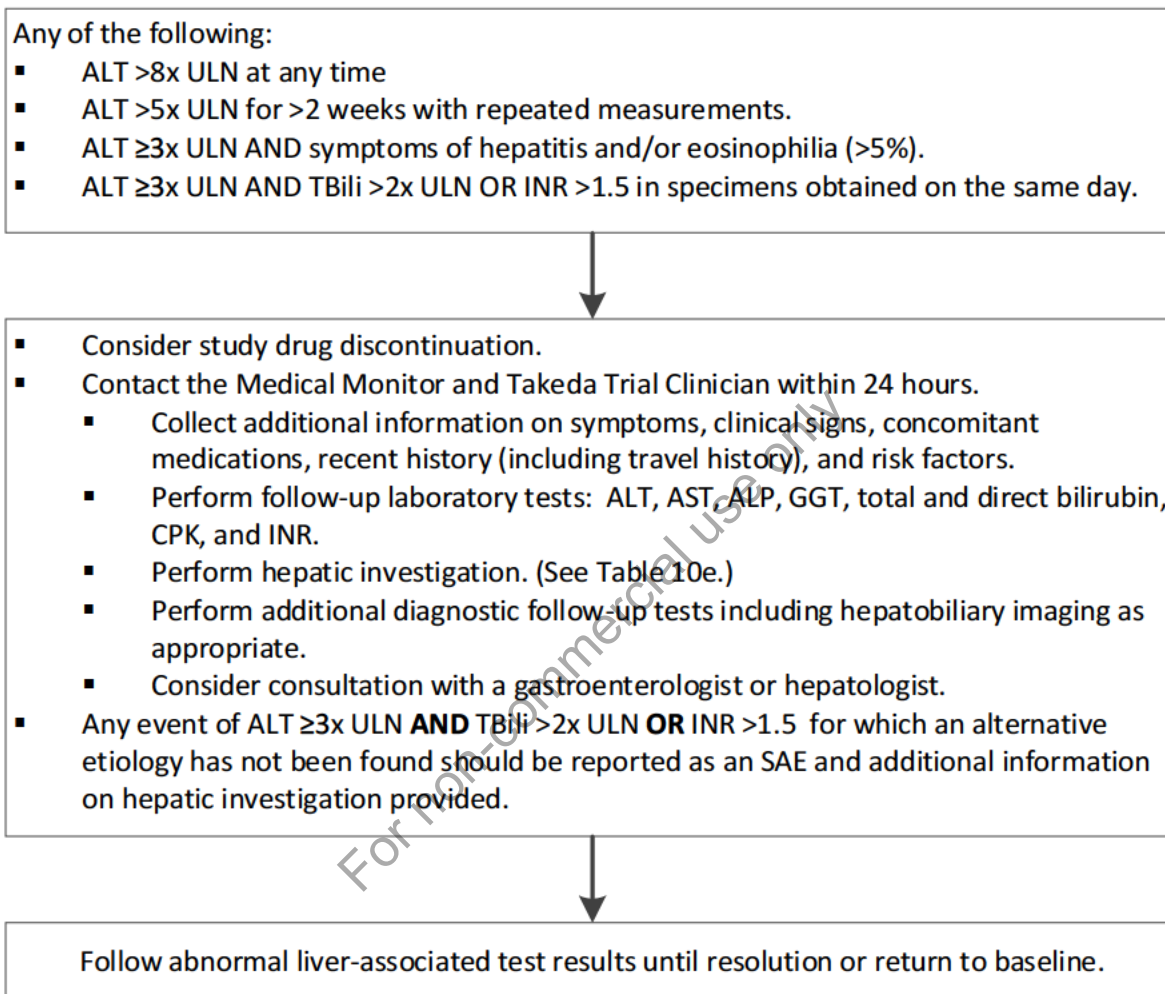 Any of the following:
▪ ALT >8x ULN at any time
▪ ALT >5x ULN for >2 weeks with repeated measurements.
▪ ALT ≥3x ULN AND symptoms of hepatitis and/or eosinophilia (>5%).
▪ ALT ≥3x ULN AND TBili >2x ULN OR INR >1.5 in specimens obtained on the same day.
▪ Consider study drug discontinuation.
▪ Contact the Medical Monitor and Takeda Trial Clinician within 24 hours.
▪ Collect additional information on symptoms, clinical signs, concomitant
medications, recent history (including travel history), and risk factors.
▪ Perform follow-up laboratory tests: ALT, AST, ALP, GGT, total and direct bilirubin,
CPK, and INR.
▪ Perform hepatic investigation. (See Table 10e.)
▪ Perform additional diagnostic follow-up tests including hepatobiliary imaging as
appropriate.
▪ Consider consultation with a gastroenterologist or hepatologist.
▪ Any event of ALT ≥3x ULN AND TBili >2x ULN OR INR >1.5 for which an alternative
etiology has not been found should be reported as an SAE and additional information
on hepatic investigation provided.
For non-commercial use only
Follow abnormal liver-associated test results until resolution or return to baseline.